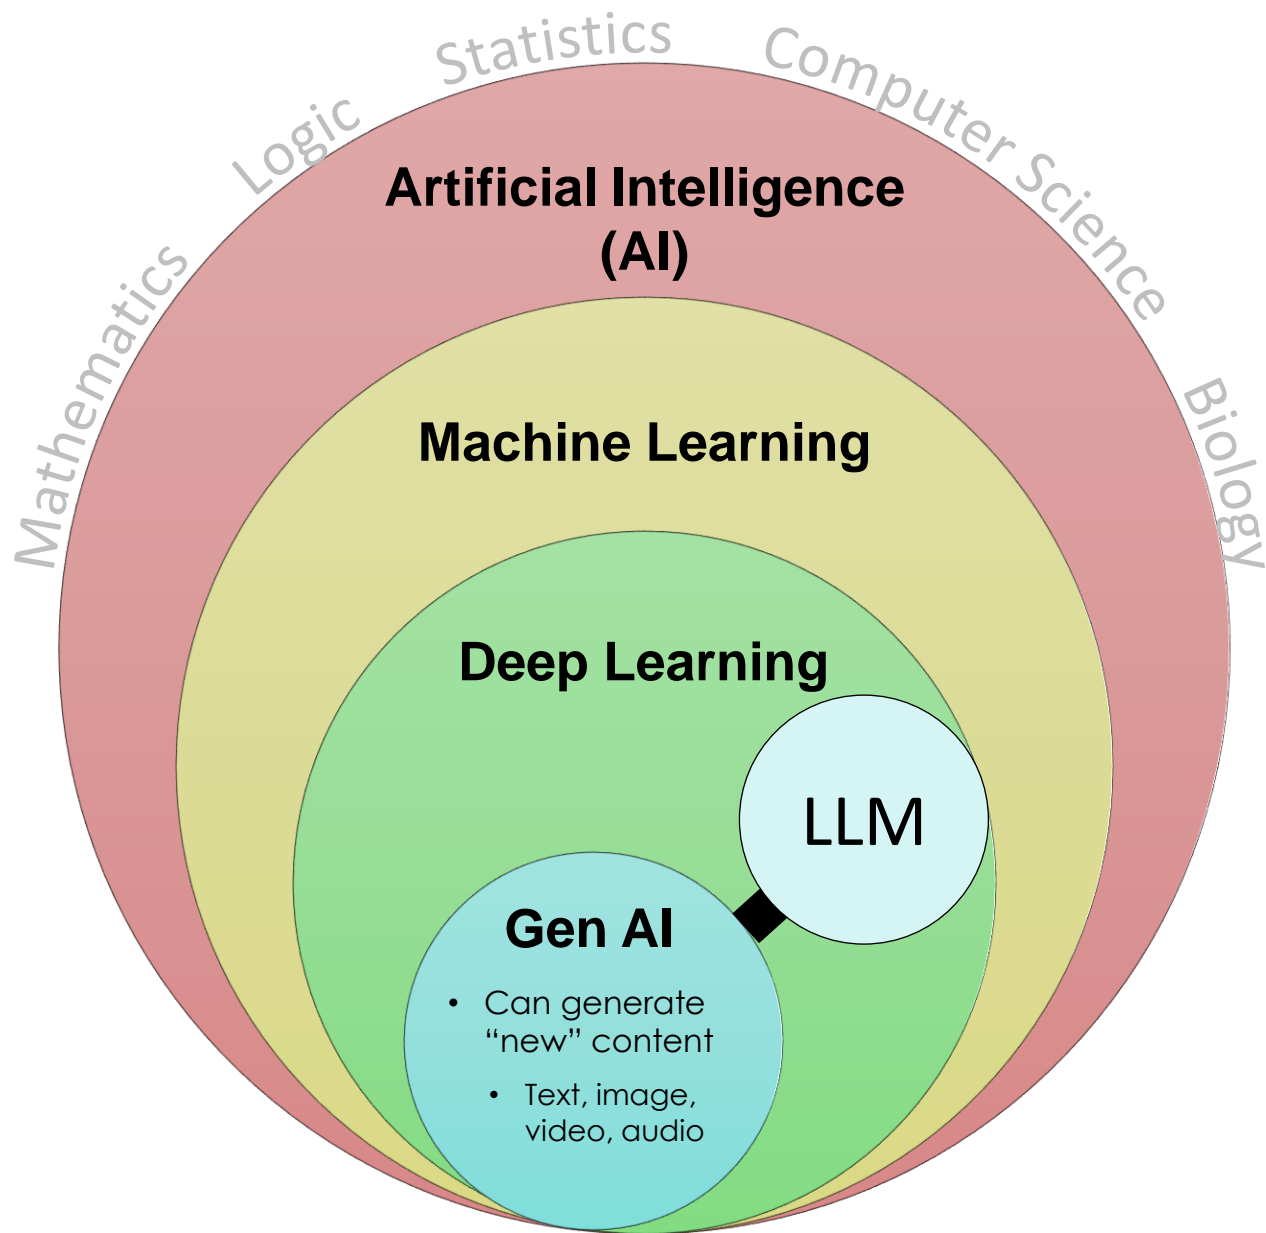 Mathematics
Logic
Statistics
Computer Science
Biology
Artificial Intelligence
(AI)
Machine Learning
Deep Learning
LLM
Gen AI
• Can generate
“new” content
• Text, image,
video, audio